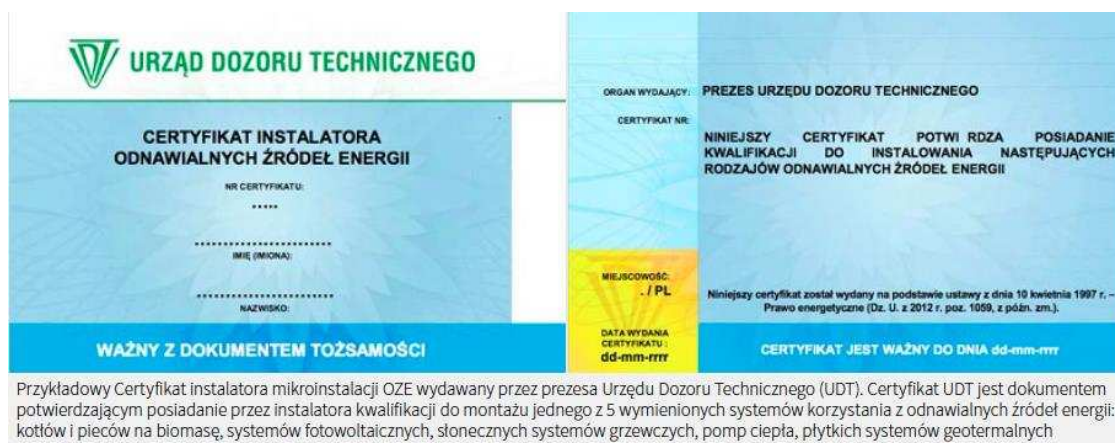 UDT URZĄD DOZORU TECHNICZNEGO
CERTYFIKAT INSTALATORA
ODNAWIALNYCH ŹRÓDEŁ ENERGII
NR CERTYFIKATU:
.....
........................
IMIĘ (IMIONA):
........................
NAZWISKO:
WAŻNY Z DOKUMENTEM TOŻSAMOŚCI
ORGAN WYDAJĄCY: PREZES URZĘDU DOZORU TECHNICZNEGO
CERTYFIKAT NR:
NINIEJSZY CERTYFIKAT POTWI RDZA POSIADANIE
KWALIFIKACJI DO INSTALOWANIA NASTĘPUJĄCYCH
RODZAJÓW ODNAWIALNYCH ŹRÓDEŁ ENERGII
MIEJSCOWOŚĆ:
. / PL
Niniejszy certyfikat został wydany na podstawie ustawy z dnia 10 kwietnia 1997 r. –
Prawo energetyczne (Dz. U. z 2012 r. poz. 1059, z późn. zm.).
DATA WYDANIA
CERTYFIKATU :
dd-mm-rrrr
CERTYFIKAT JEST WAŻNY DO DNIA dd-mm-rrrr
Przykładowy Certyfikat instalatora mikroinstalacji OZE wydawany przez prezesa Urzędu Dozoru Technicznego (UDT). Certyfikat UDT jest dokumentem
potwierdzającym posiadanie przez instalatora kwalifikacji do montażu jednego z 5 wymienionych systemów korzystania z odnawialnych źródeł energii:
kotłów i pieców na biomasę, systemów fotowoltaicznych, słonecznych systemów grzewczych, pomp ciepła, płytkich systemów geotermalnych